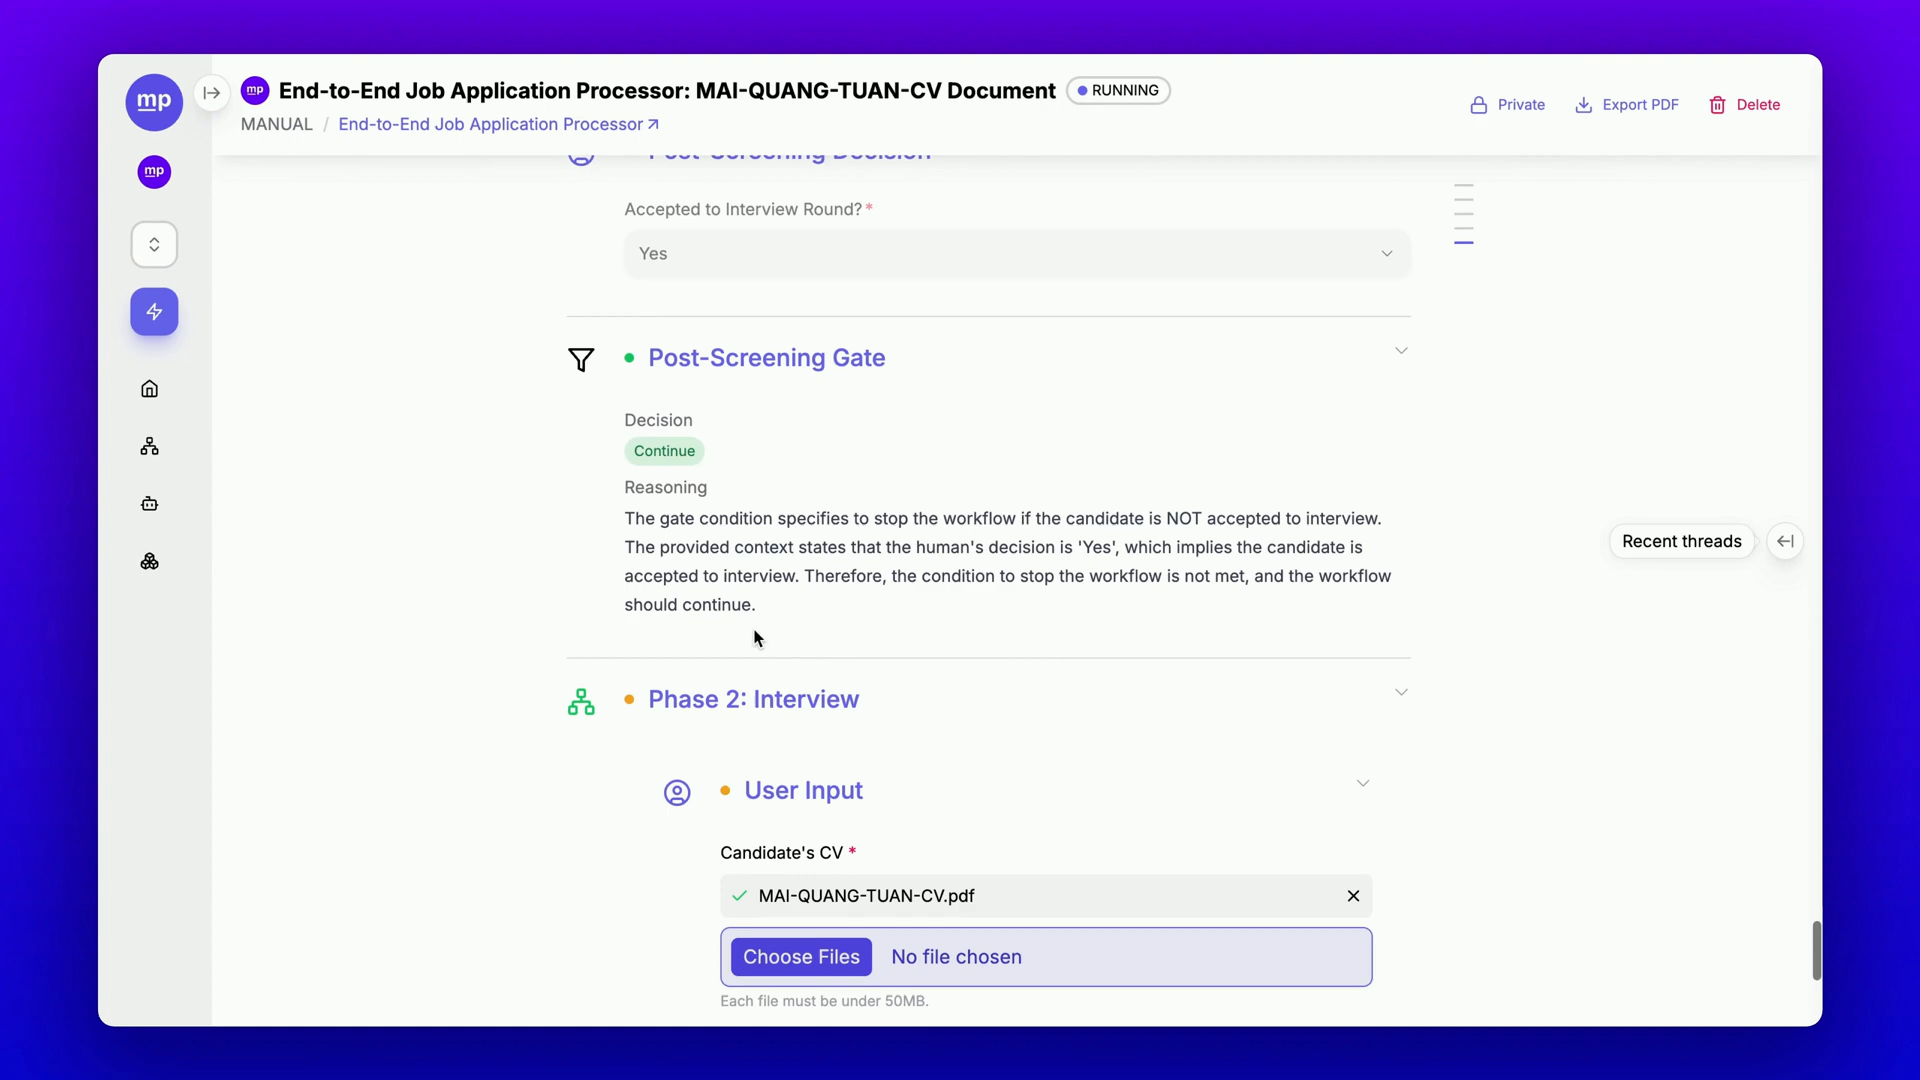 mp
mp End-to-End Job Application Processor: MAI-QUANG-TUAN-CV Document RUNNING
MANUAL / End-to-End Job Application Processor
Private Export PDF Delete
mp
Post-Screening Decision
Accepted to Interview Round?*
Yes
Post-Screening Gate
Decision
Continue
Reasoning
The gate condition specifies to stop the workflow if the candidate is NOT accepted to interview.
The provided context states that the human's decision is 'Yes', which implies the candidate is
accepted to interview. Therefore, the condition to stop the workflow is not met, and the workflow
should continue.
Recent threads
Phase 2: Interview
User Input
Candidate's CV *
MAI-QUANG-TUAN-CV.pdf
Choose Files No file chosen
Each file must be under 50MB.